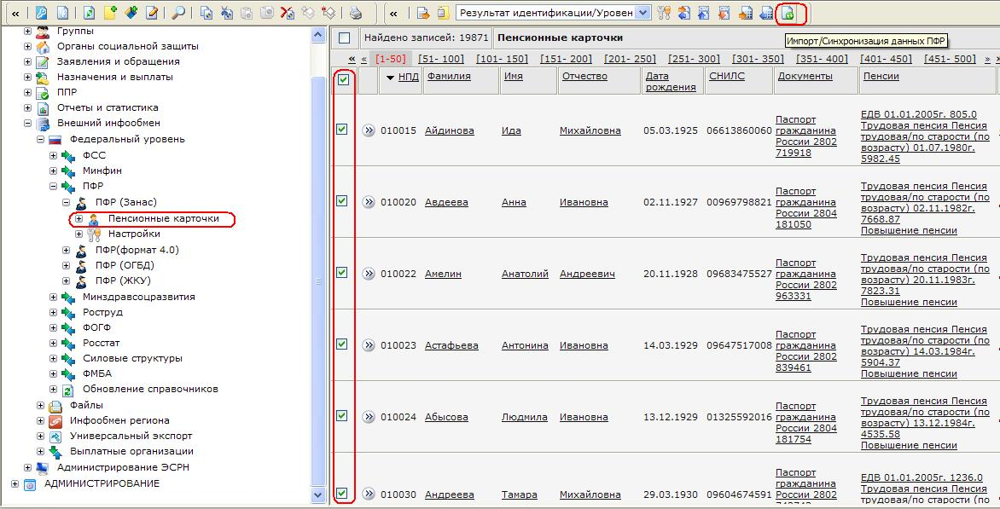 «
«
Результат идентификации/Уровен
Импорт/Синхронизация данных ПФР
Группы
Органы социальной защиты
Заявления и обращения
Назначения и выплаты
ППР
Отчеты и статистика
Внешний инфообмен
Федеральный уровень
ФСС
Минфин
ПФР
ПФР (Занас)
Пенсионные карточки
Настройки
ПФР(формат 4.0)
ПФР (ОГБД)
ПФР (ЖКУ)
Минздравсоцразвития
Роструд
ФОГФ
Росстат
Силовые структуры
ФМБА
Обновление справочников
Файлы
Инфообмен региона
Универсальный экспорт
Выплатные организации
Администрирование ЭСРН
АДМИНИСТРИРОВАНИЕ
Найдено записей: 19871 Пенсионные карточки
« « [1-50] [51- 100] [101- 150] [151- 200] [201- 250] [251- 300] [301- 350] [351- 400] [401- 450] [451- 500] »
НПД Фамилия Имя Отчество Дата рождения СНИЛС Документы Пенсии
010015 Айдинова Ида Михайловна 05.03.1925 06613860060
Паспорт
гражданина
России 2802
719918
ЕДВ 01.01.2005г. 805.0
Трудовая пенсия Пенсия
трудовая/по старости (по
возрасту) 01.07.1980г.
5982.45
010020 Авдеева Анна Ивановна 02.11.1927 00969798821
Паспорт
гражданина
России 2804
181050
Трудовая пенсия Пенсия
трудовая/по старости (по
возрасту) 02.11.1982г.
7668.87
Повышение пенсии
010022 Амелин Анатолий Андреевич 20.11.1928 09683475527
Паспорт
гражданина
России 2802
963331
Трудовая пенсия Пенсия
трудовая/по старости (по
возрасту) 20.11.1983г.
7823.31
Повышение пенсии
010023 Астафьева Антонина Ивановна 14.03.1929 09647517008
Паспорт
гражданина
России 2802
839461
Трудовая пенсия Пенсия
трудовая/по старости (по
возрасту) 14.03.1984г.
5904.37
Повышение пенсии
010024 Абысова Людмила Ивановна 13.12.1929 01325592016
Паспорт
гражданина
России 2804
181754
Трудовая пенсия Пенсия
трудовая/по старости (по
возрасту) 13.12.1984г.
4535.58
Повышение пенсии
010030 Андреева Тамара Михайловна 29.03.1930 09604674591
Паспорт
гражданина
России 2802
ЕДВ 01.01.2005г. 1236.0
Трудовая пенсия Пенсия
трудовая/по старости (по